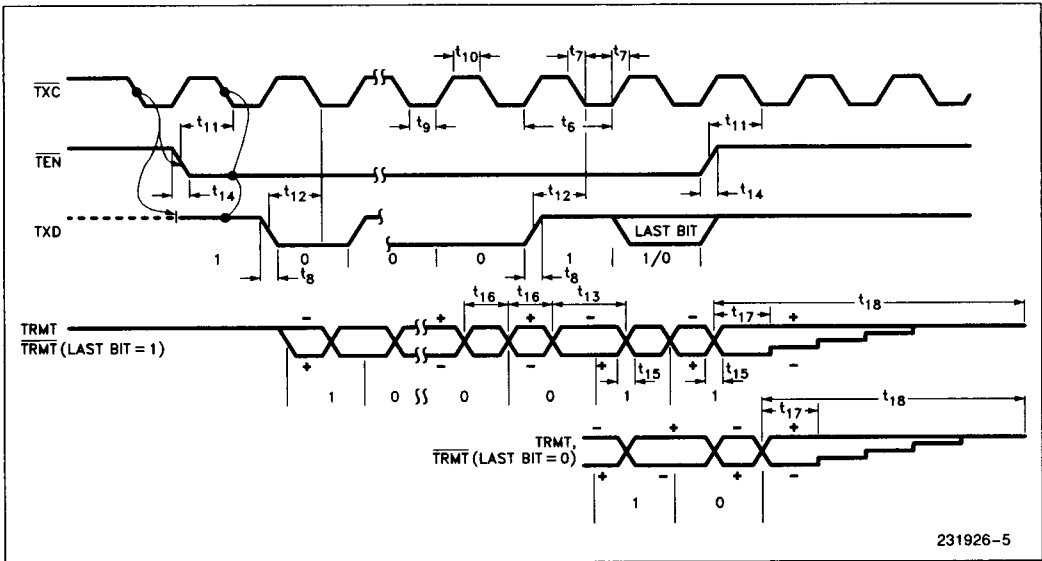 t10 t7 t7
TXC
t11 t9 t6 t11
TEN
t14 t12 t12 t14
TXD LAST BIT
1 0 0 0 1 1/0
t8 t8
t16 t16 t13 t18
t17
TRMT - + + - - +
TRMT (LAST BIT = 1)
+ - - + + -
t15 t15
1 0 0 0 1 1
t18
t17
- + - +
TRMT,
TRMT (LAST BIT = 0)
+ - + -
1 0
231926-5